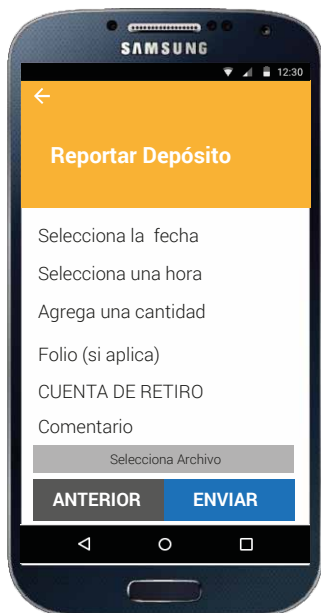 SAMSUNG
12:30
Reportar Depósito
Selecciona la fecha
Selecciona una hora
Agrega una cantidad
Folio (si aplica)
CUENTA DE RETIRO
Comentario
Selecciona Archivo
ANTERIOR ENVIAR